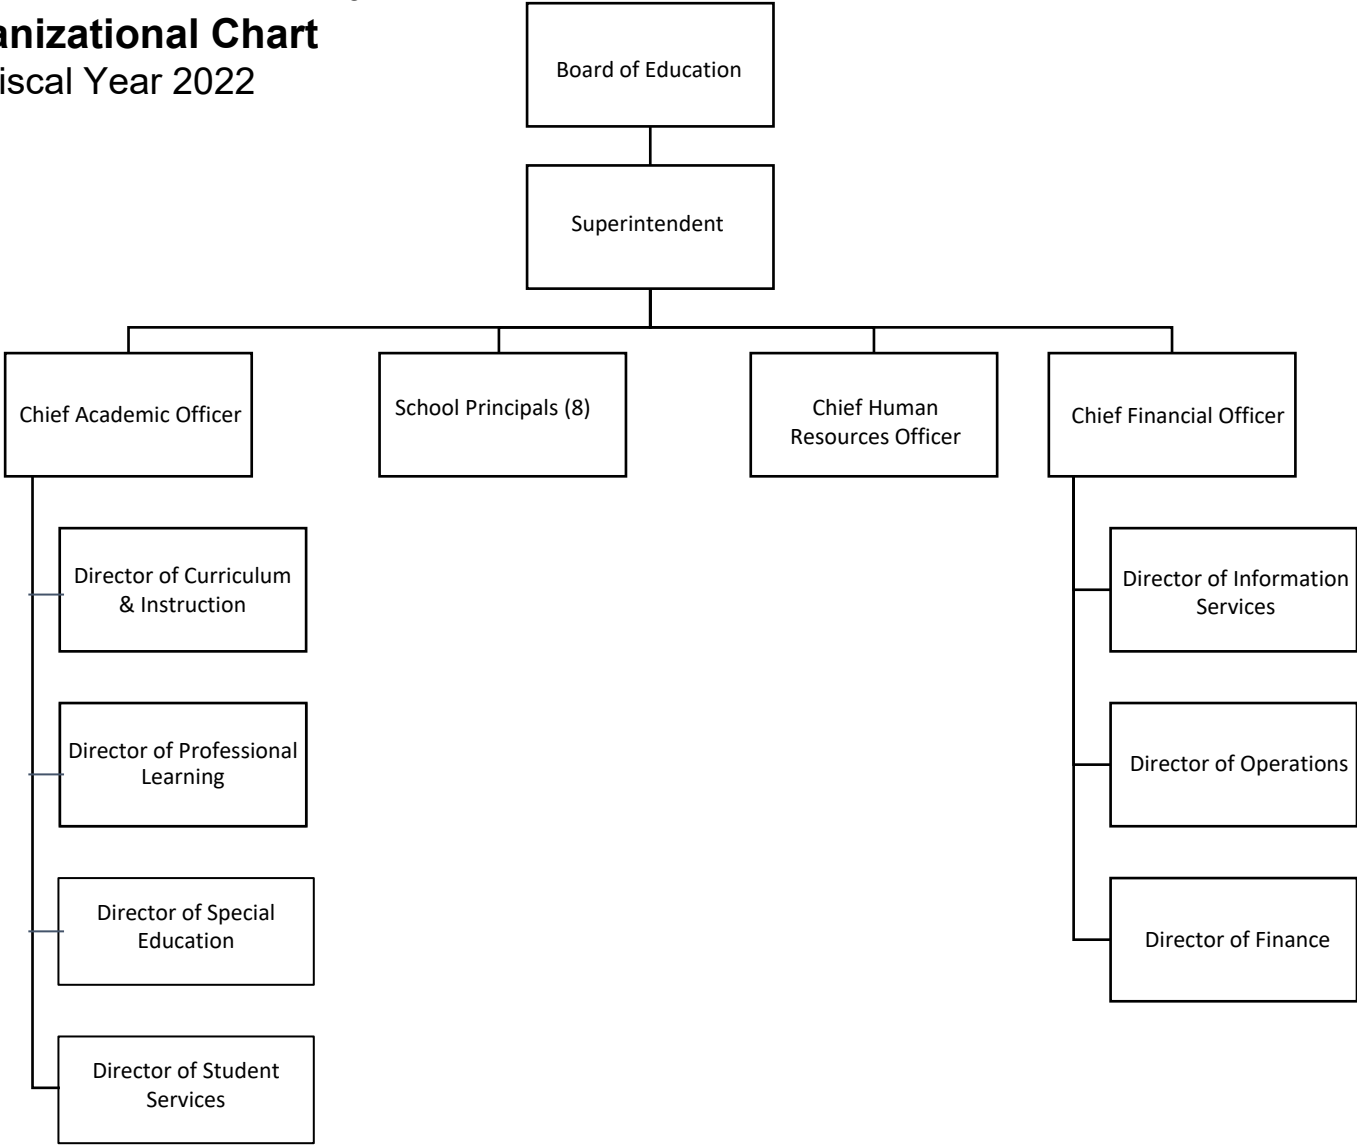 anizational Chart
iscal Year 2022
Board of Education
Superintendent
Chief Academic Officer
School Principals (8)
Chief Human
Resources Officer
Chief Financial Officer
Director of Curriculum
& Instruction
Director of Information
Services
Director of Professional
Learning
Director of Operations
Director of Special
Education
Director of Finance
Director of Student
Services